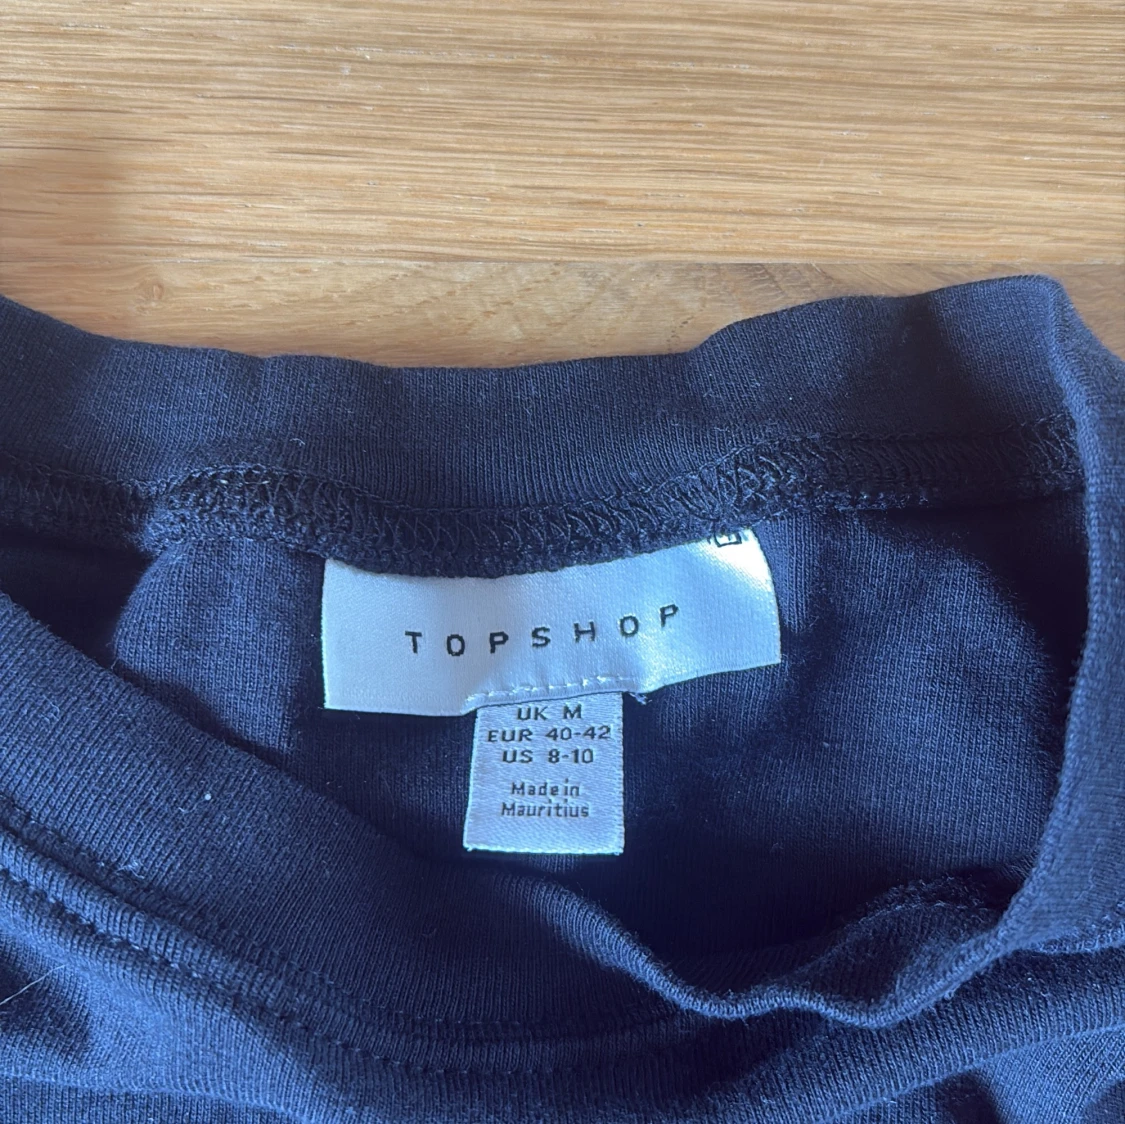 TOPSHOP
UK M
EUR 40-42
US 8-10
Made in
Mauritius